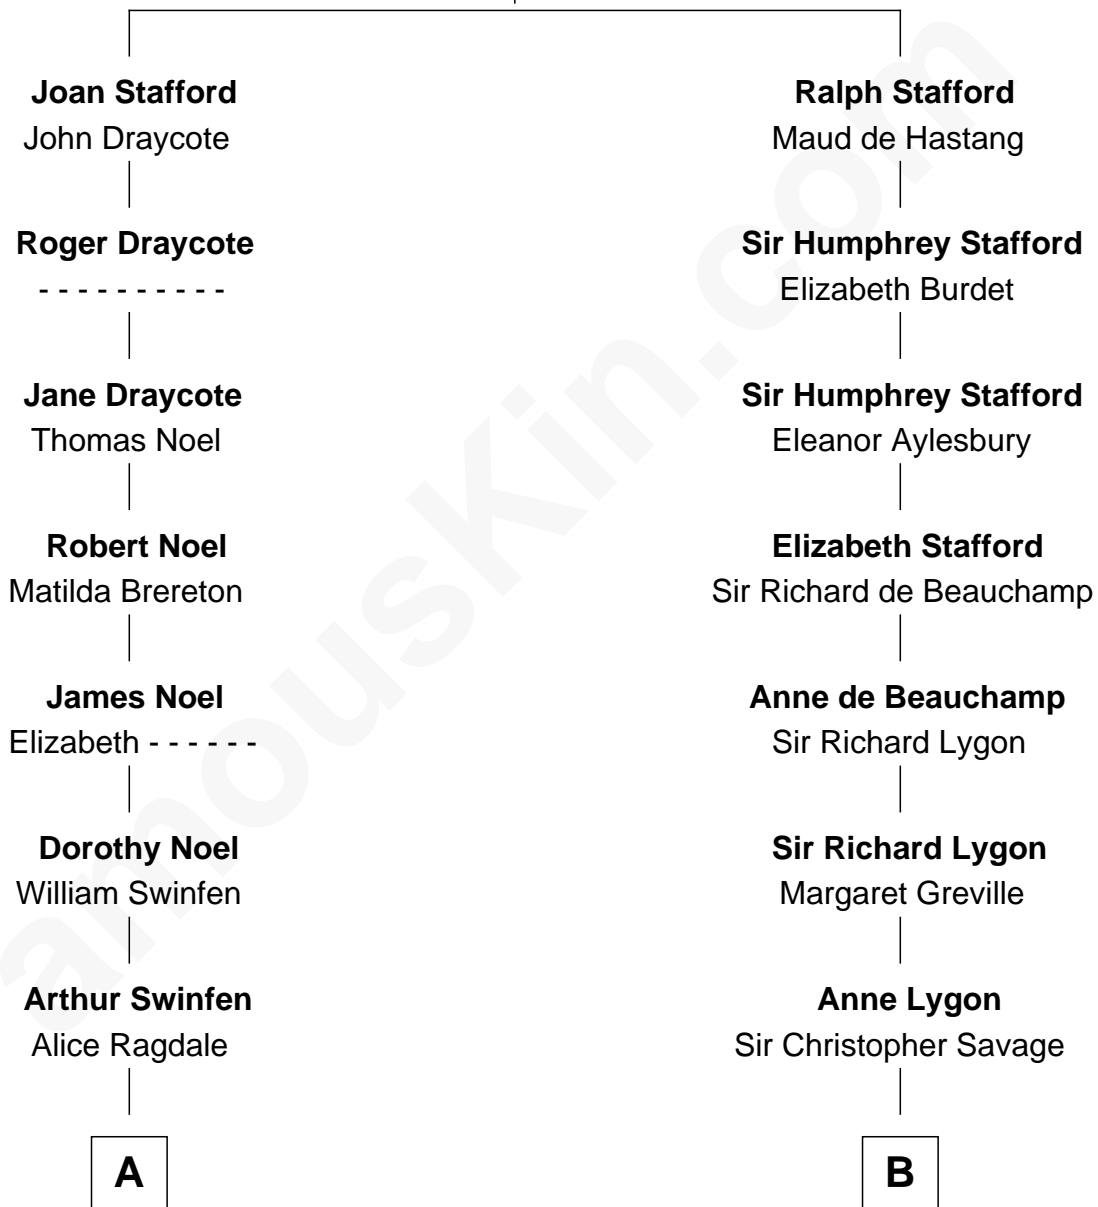 Joan Stafford
John Draycote
Roger Draycote
- - - - - - - - - -
Jane Draycote
Thomas Noel
Robert Noel
Matilda Brereton
James Noel
Elizabeth - - - - - -
Dorothy Noel
William Swinfen
Arthur Swinfen
Alice Ragdale
A
Ralph Stafford
Maud de Hastang
Sir Humphrey Stafford
Elizabeth Burdet
Sir Humphrey Stafford
Eleanor Aylesbury
Elizabeth Stafford
Sir Richard de Beauchamp
Anne de Beauchamp
Sir Richard Lygon
Sir Richard Lygon
Margaret Greville
Anne Lygon
Sir Christopher Savage
B
amouskin.com